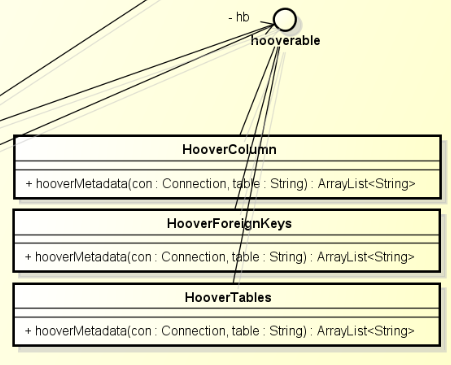 - hb
hooverable
HooverColumn
+ hooverMetadata(con : Connection, table : String) : ArrayList<String>
HooverForeignKeys
+ hooverMetadata(con : Connection, table : String) : ArrayList<String>
HooverTables
+ hooverMetadata(con : Connection, table : String) : ArrayList<String>